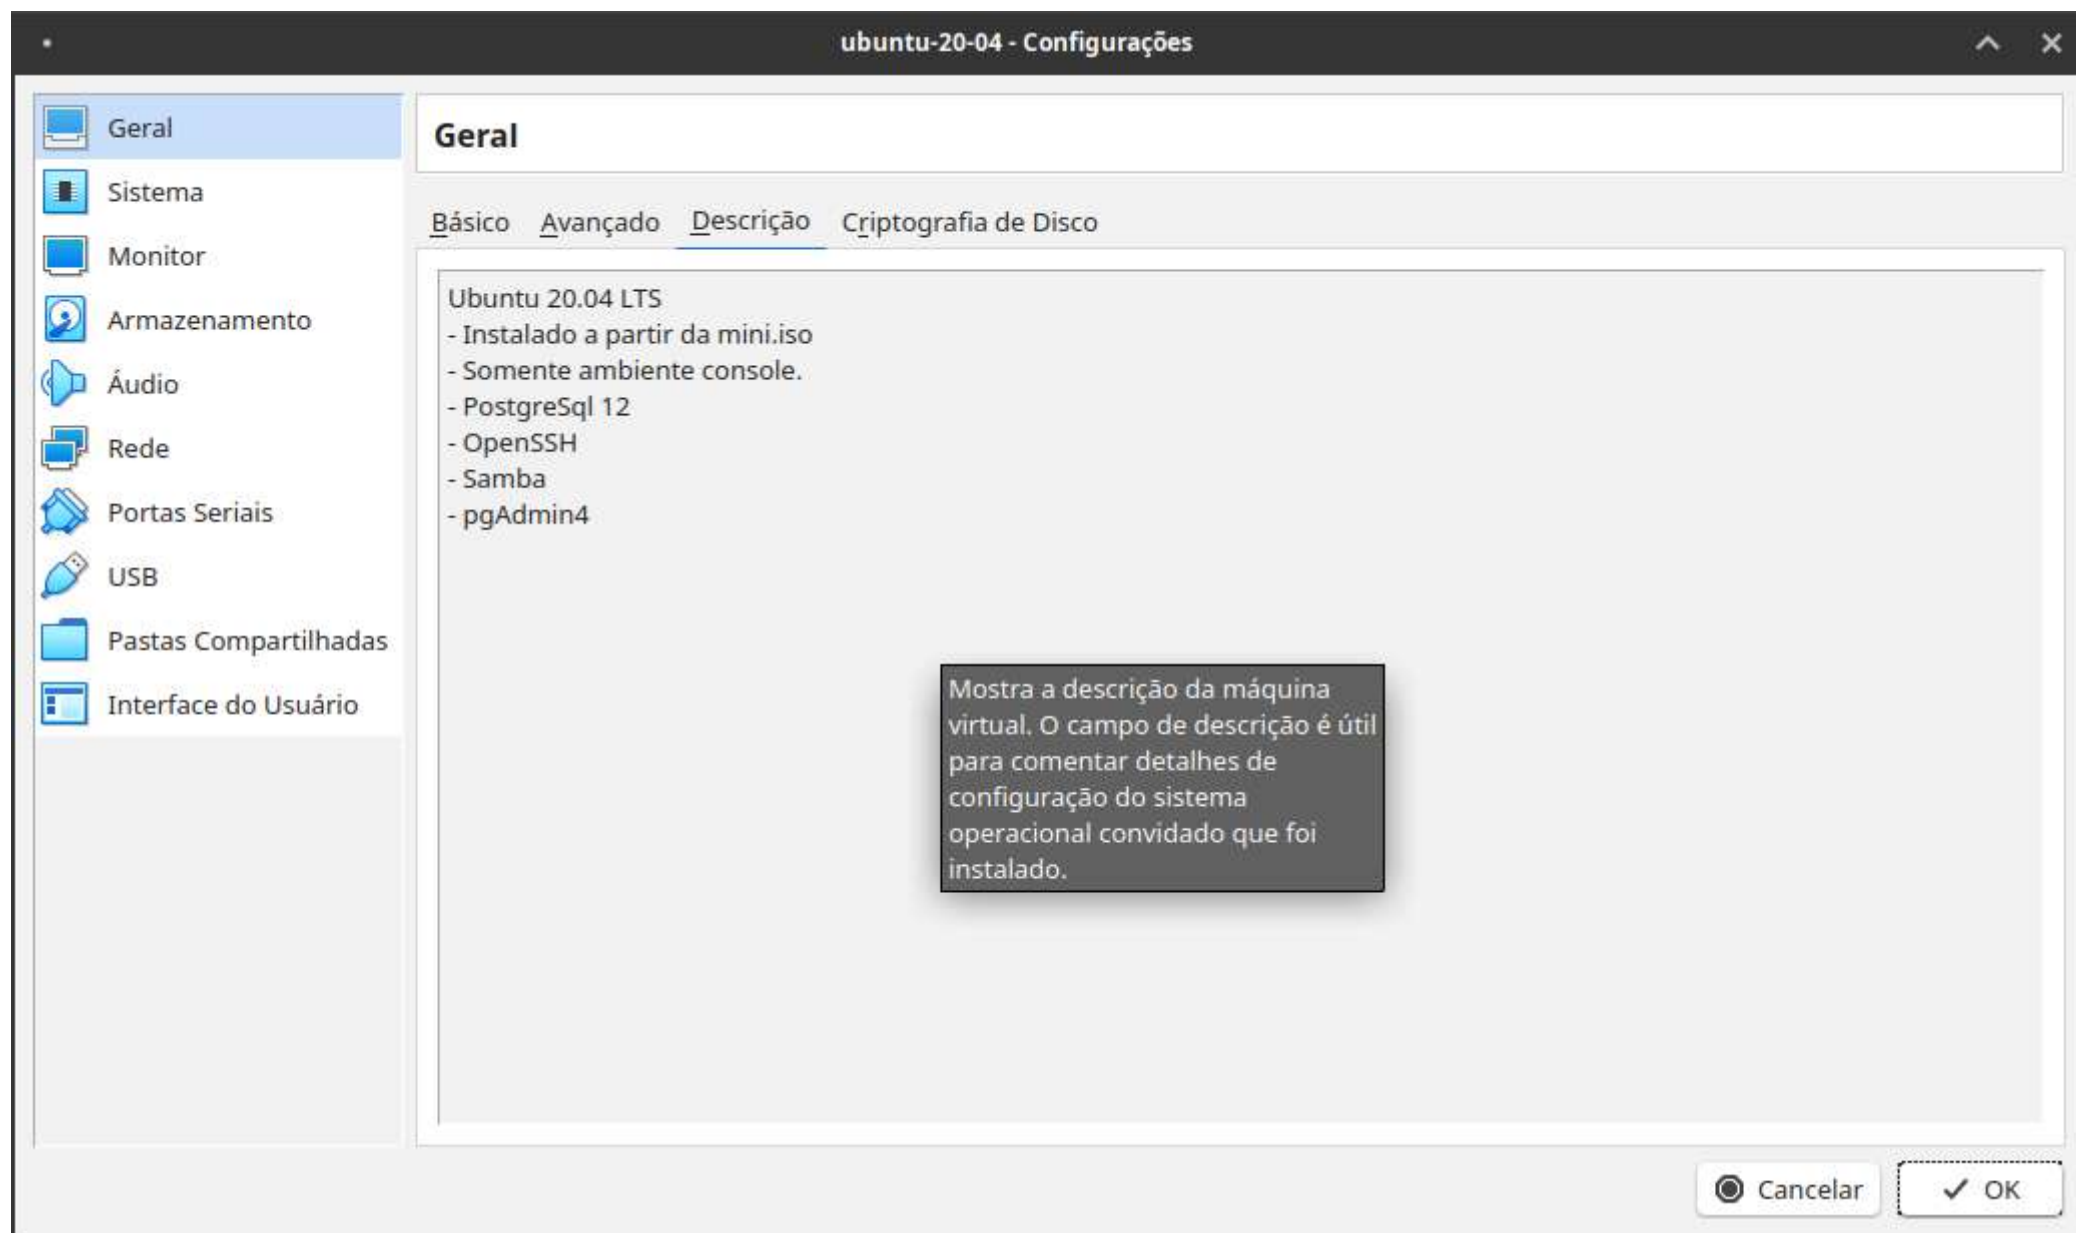 ubuntu-20-04 - Configurações
Geral
Sistema
Monitor
Armazenamento
Áudio
Rede
Portas Seriais
USB
Pastas Compartilhadas
Interface do Usuário
Geral
Básico Avançado Descrição Criptografia de Disco
Ubuntu 20.04 LTS
- Instalado a partir da mini.iso
- Somente ambiente console.
- PostgreSql 12
- OpenSSH
- Samba
- pgAdmin4
Mostra a descrição da máquina
virtual. O campo de descrição é útil
para comentar detalhes de
configuração do sistema
operacional convidado que foi
instalado.
Cancelar OK